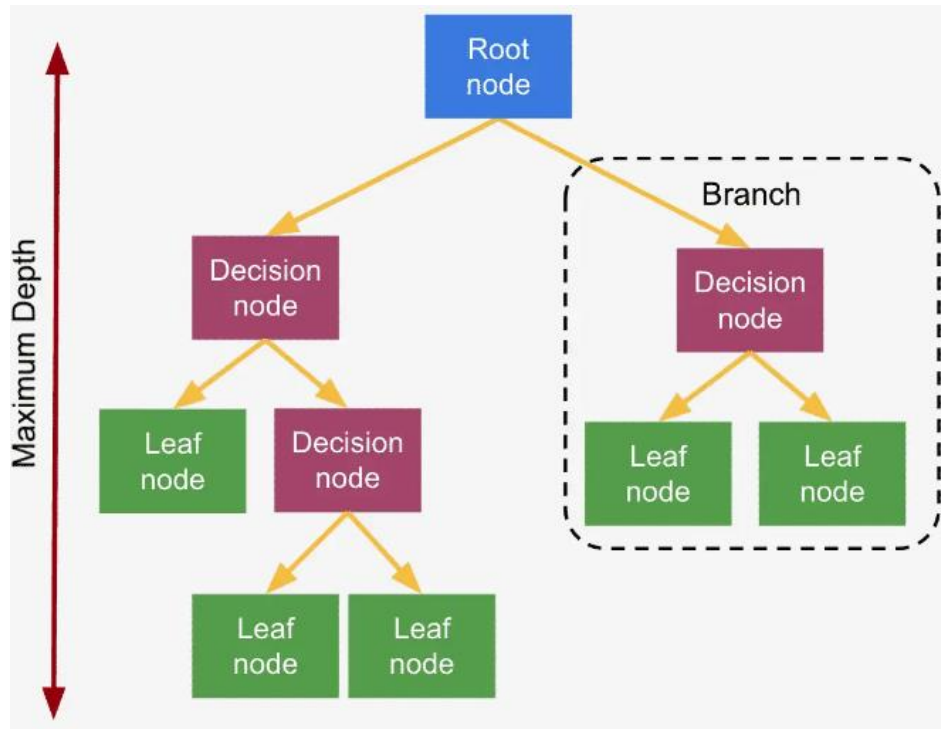 Root
node
Branch
Maximum Depth
Decision
node
Decision
node
Leaf
node
Decision
node
Leaf
node
Leaf
node
Leaf
node
Leaf
node